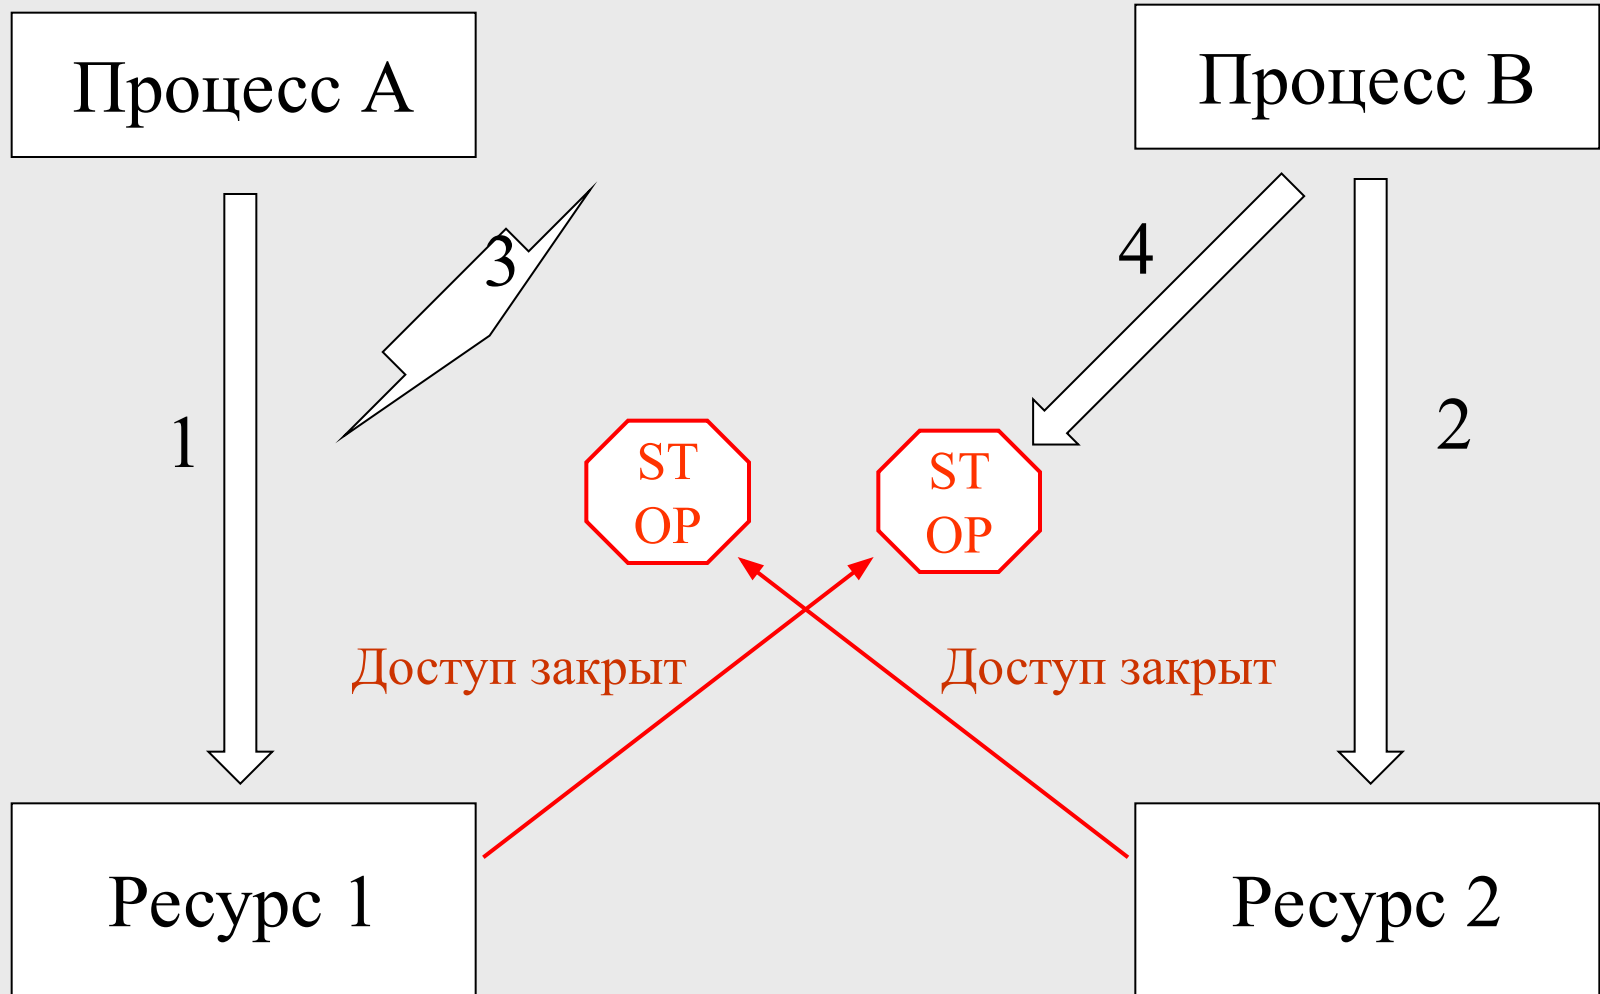 Процесс А
Процесс В
3
4
1
2
ST
OP
ST
OP
Доступ закрыт
Доступ закрыт
Ресурс 1
Ресурс 2